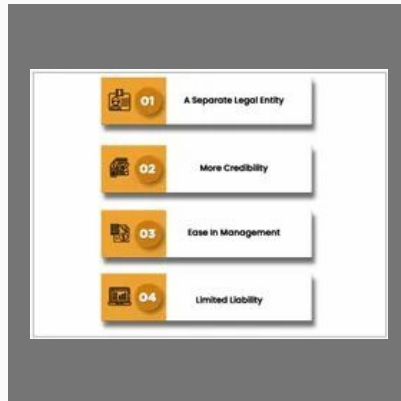 01 A Separate Legal Entity
02 More Credibility
03 Ease In Management
04 Limited Liability